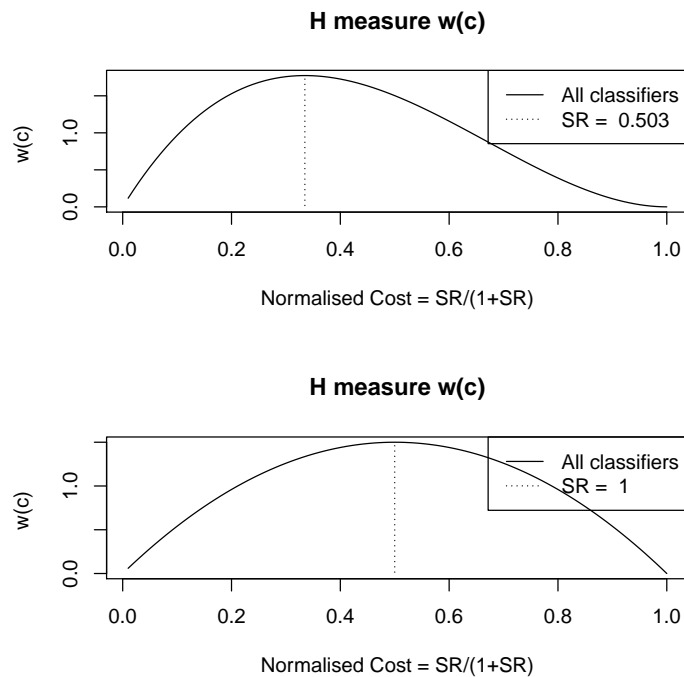 H measure w(c)
w(c)
1.0
0.0
All classifiers
SR = 0.503
0.0 0.2 0.4 0.6 0.8 1.0
Normalised Cost = SR/(1+SR)
H measure w(c)
w(c)
1.0
0.0
All classifiers
SR = 1
0.0 0.2 0.4 0.6 0.8 1.0
Normalised Cost = SR/(1+SR)